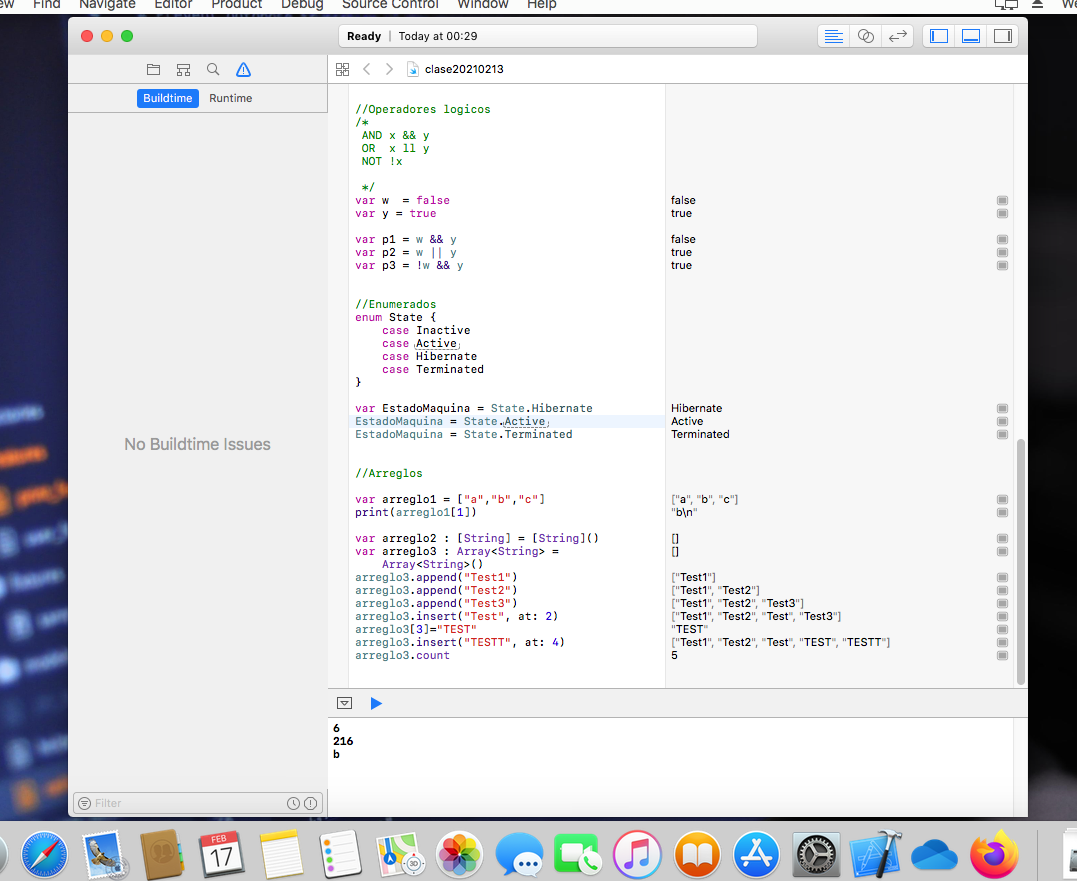 ew Find Navigate Editor Product Debug Source Control Window Help We
Ready | Today at 00:29
clase20210213
Buildtime Runtime
//Operadores logicos
/*
AND x && y
OR x ll y
NOT !x
*/
var w = false false
var y = true true
var p1 = w && y false
var p2 = w || y true
var p3 = !w && y true
//Enumerados
enum State {
case Inactive
case Active
case Hibernate
case Terminated
}
var EstadoMaquina = State.Hibernate Hibernate
EstadoMaquina = State.Active Active
EstadoMaquina = State.Terminated Terminated
No Buildtime Issues
//Arreglos
var arreglo1 = ["a","b","c"] ["a", "b", "c"]
print(arreglo1[1]) "b\n"
var arreglo2 : [String] = [String]() []
var arreglo3 : Array<String> = []
Array<String>()
arreglo3.append("Test1") ["Test1"]
arreglo3.append("Test2") ["Test1", "Test2"]
arreglo3.append("Test3") ["Test1", "Test2", "Test3"]
arreglo3.insert("Test", at: 2) ["Test1", "Test2", "Test", "Test3"]
arreglo3[3]="TEST" "TEST"
arreglo3.insert("TESTT", at: 4) ["Test1", "Test2", "Test", "TEST", "TESTT"]
arreglo3.count 5
6
216
b
Filter
FEB
17
3D